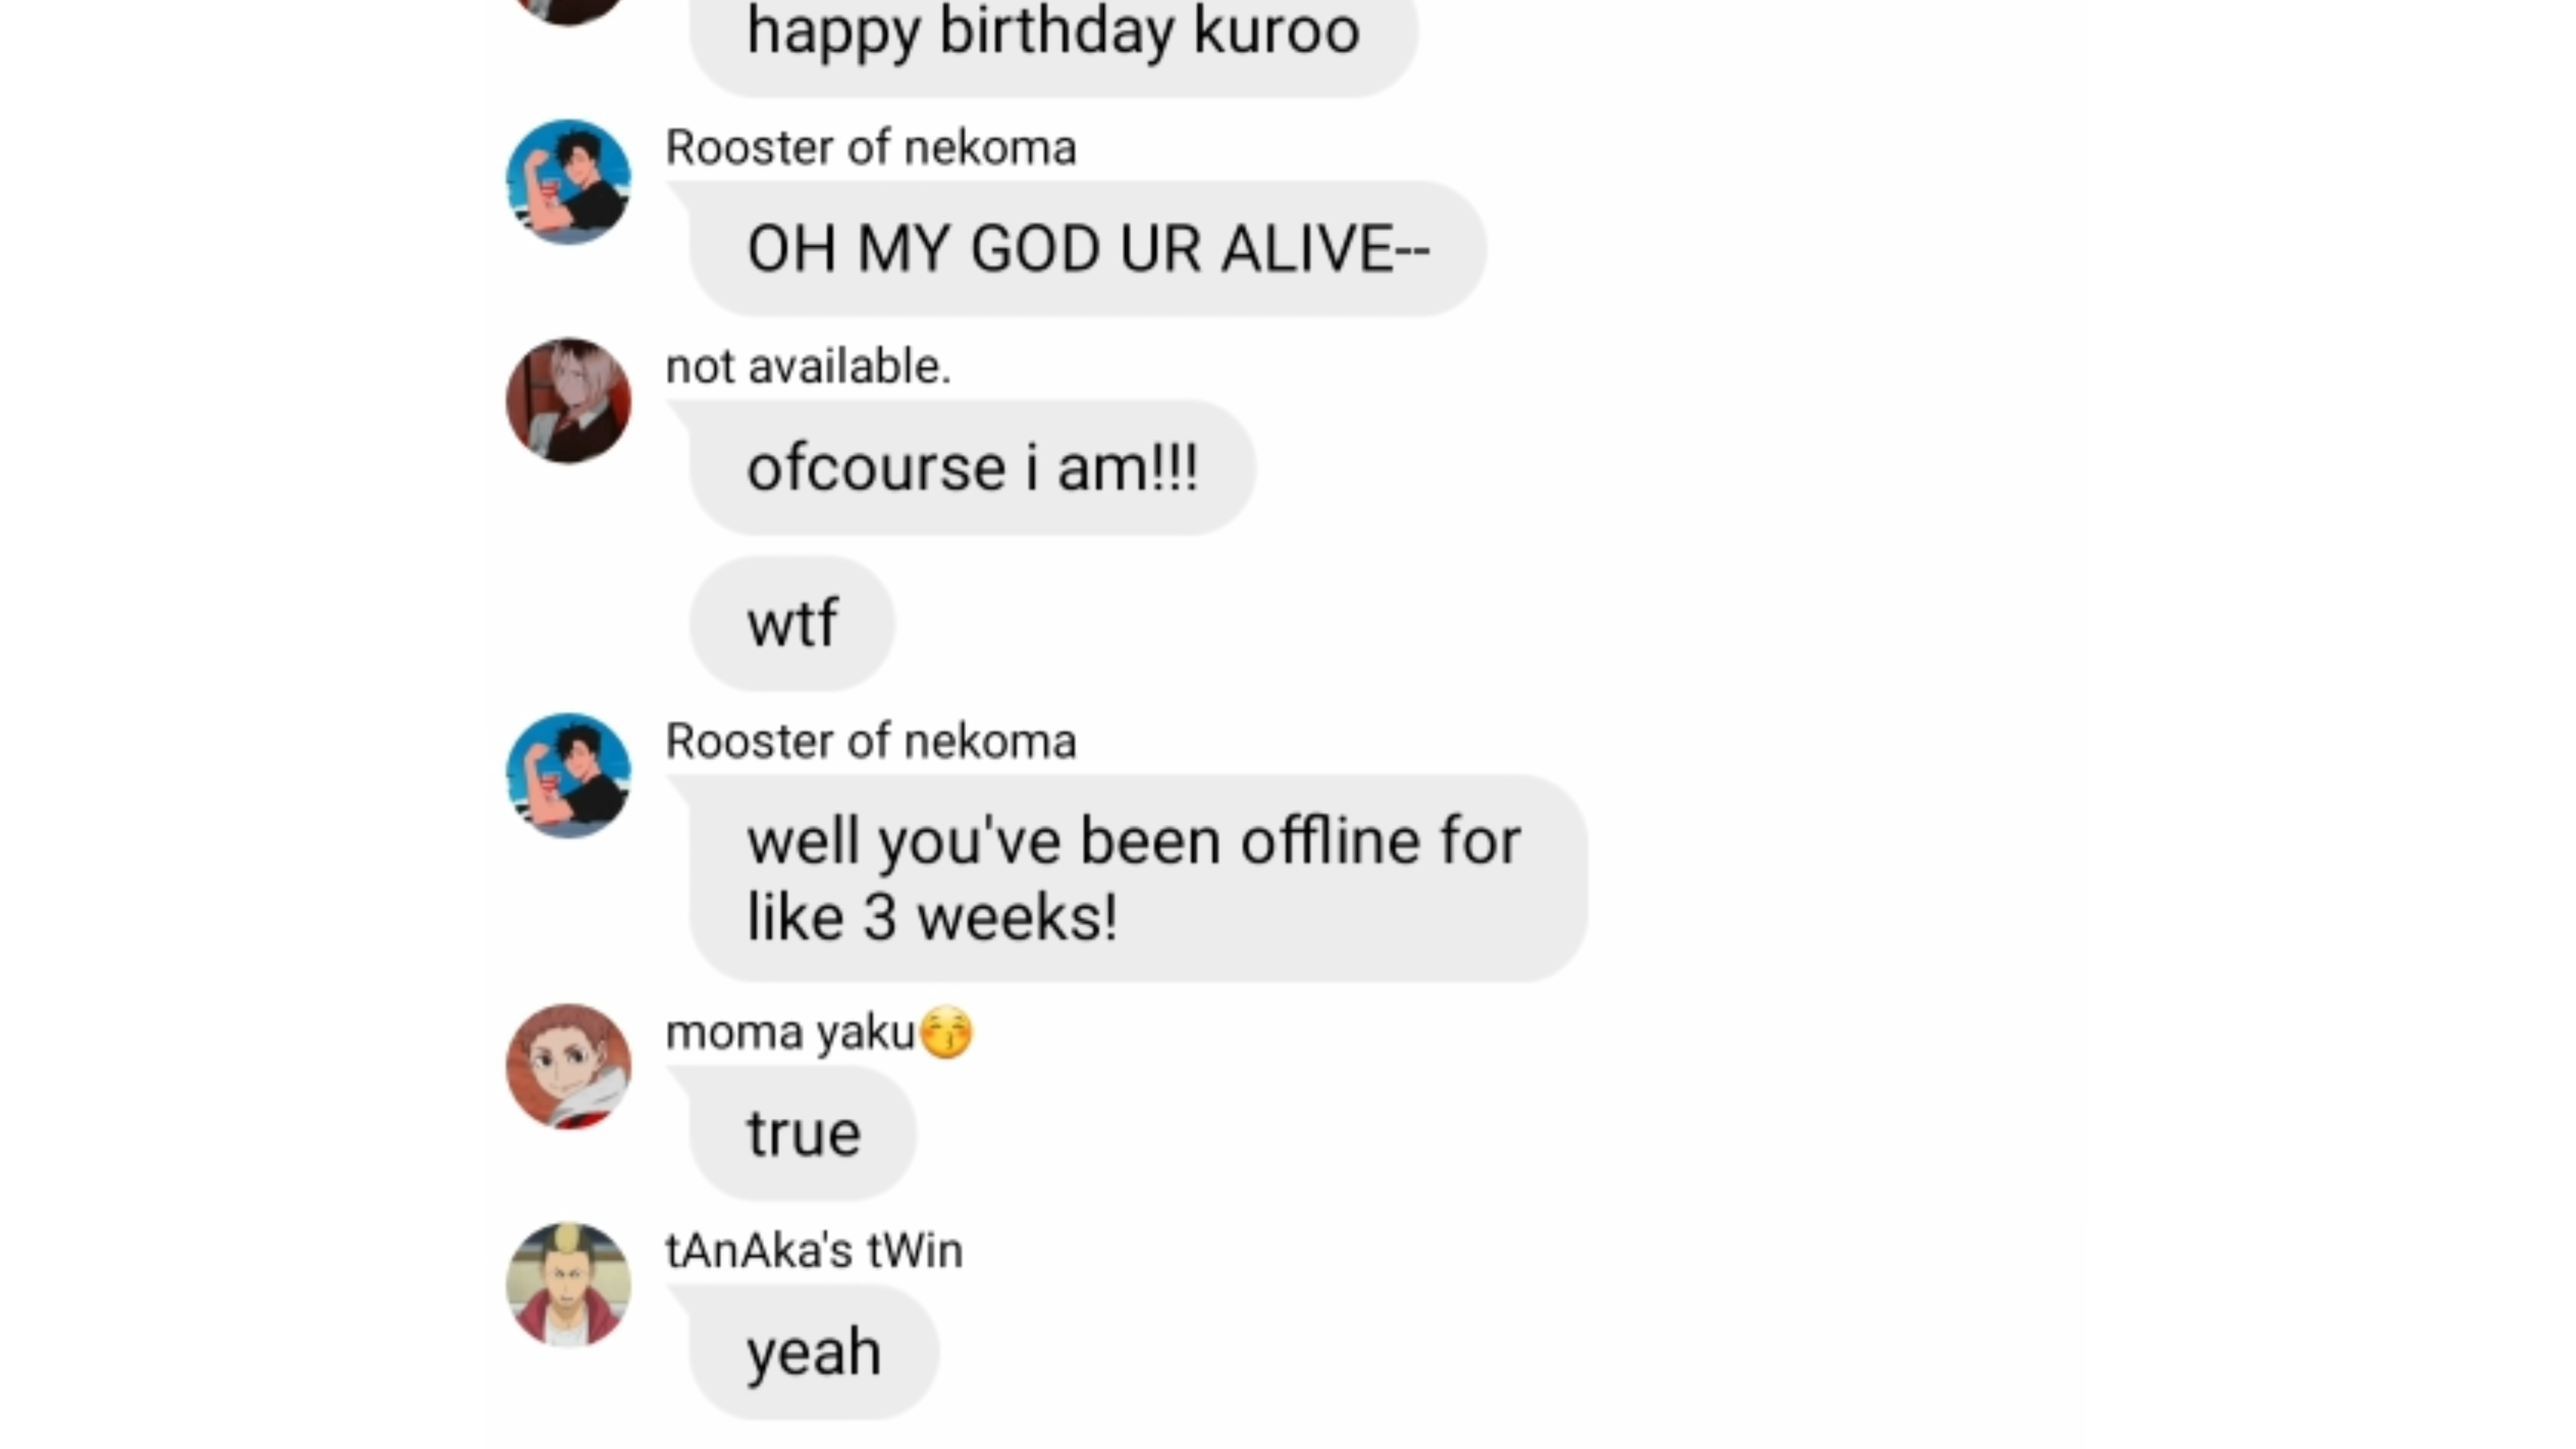 happy birthday kuroo
Rooster of nekoma
OH MY GOD UR ALIVE--
not available.
ofcourse i am!!!
wtf
Rooster of nekoma
well you've been offline for
like 3 weeks!
moma yaku😚
true
tAnAka's tWin
yeah